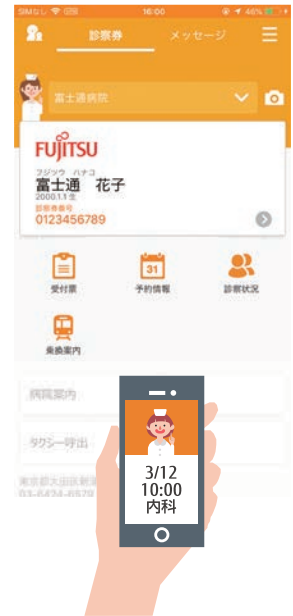 SIMなし 16:00 46%
診察券 メッセージ
富士通病院
FUJITSU
フジツウ ハナコ
富士通 花子
2000.1.1 生
診察券番号
0123456789
31
受付票 予約情報 診察状況
乗換案内
病院案内
タクシー呼出
03-6424-6579
3/12
10:00
内科